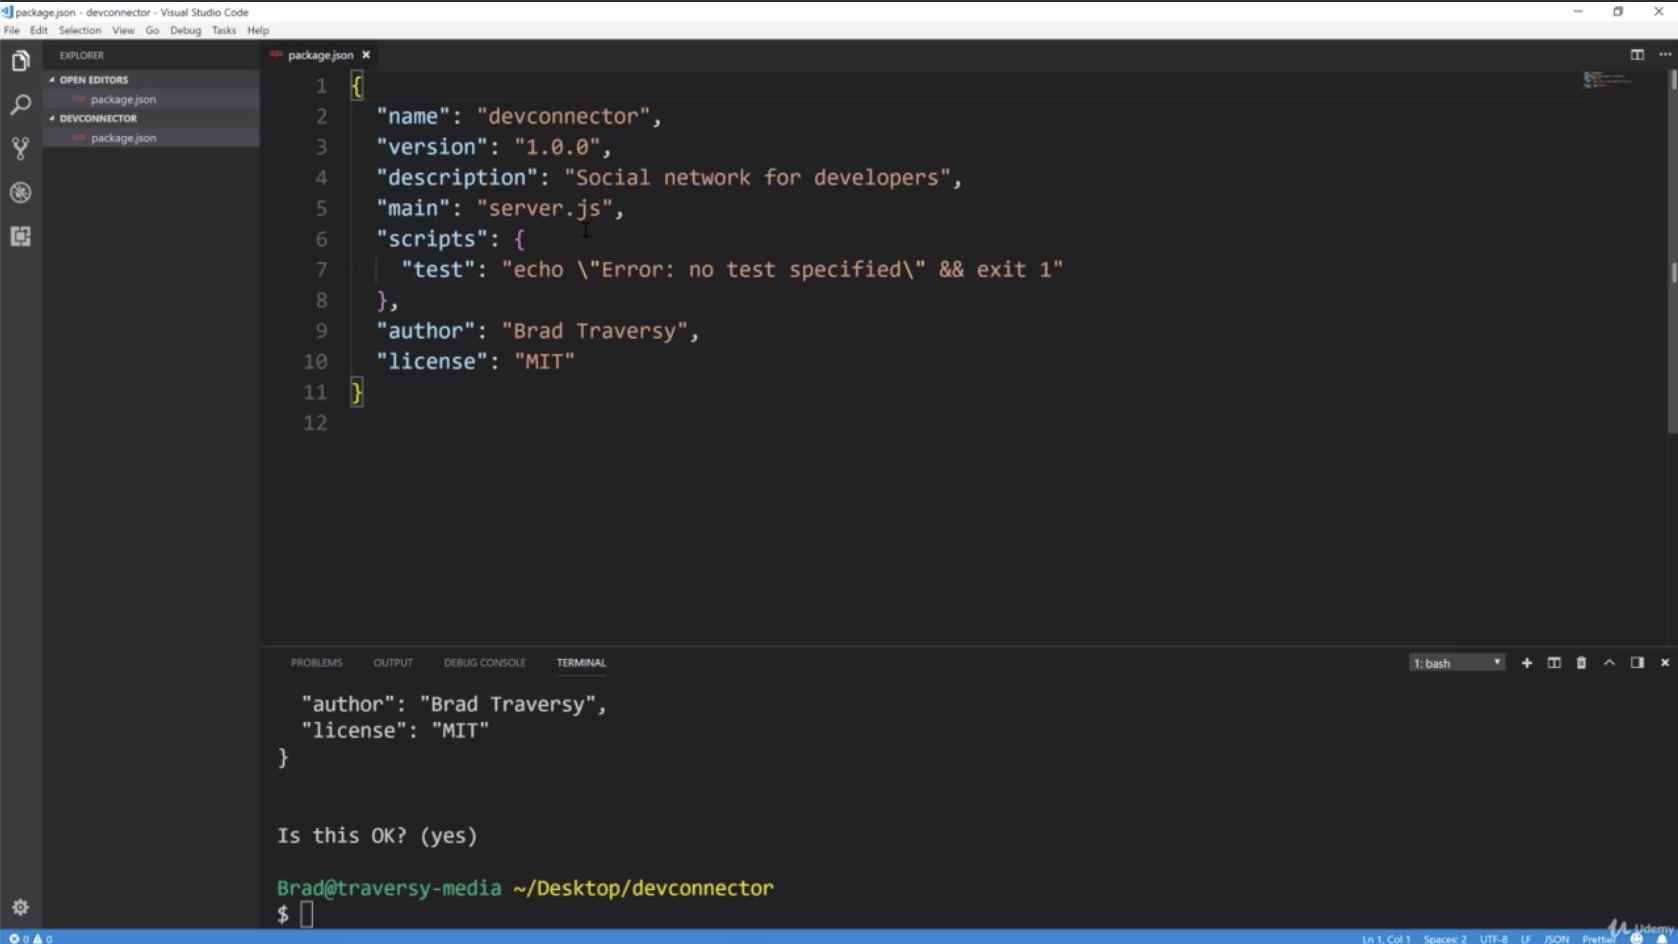 package.json - devconnector - Visual Studio Code
File Edit Selection View Go Debug Tasks Help
EXPLORER
OPEN EDITORS
package.json
DEVCONNECTOR
package.json
package.json
1 {
2 "name": "devconnector",
3 "version": "1.0.0",
4 "description": "Social network for developers",
5 "main": "server.js",
6 "scripts": {
7 "test": "echo \"Error: no test specified\" && exit 1"
8 },
9 "author": "Brad Traversy",
10 "license": "MIT"
11 }
12
PROBLEMS OUTPUT DEBUG CONSOLE TERMINAL
1: bash
"author": "Brad Traversy",
"license": "MIT"
}
Is this OK? (yes)
Brad@traversy-media ~/Desktop/devconnector
$
0 0
Ln 1, Col 1 Spaces: 2 UTF-8 LF JSON Prettier
Udemy